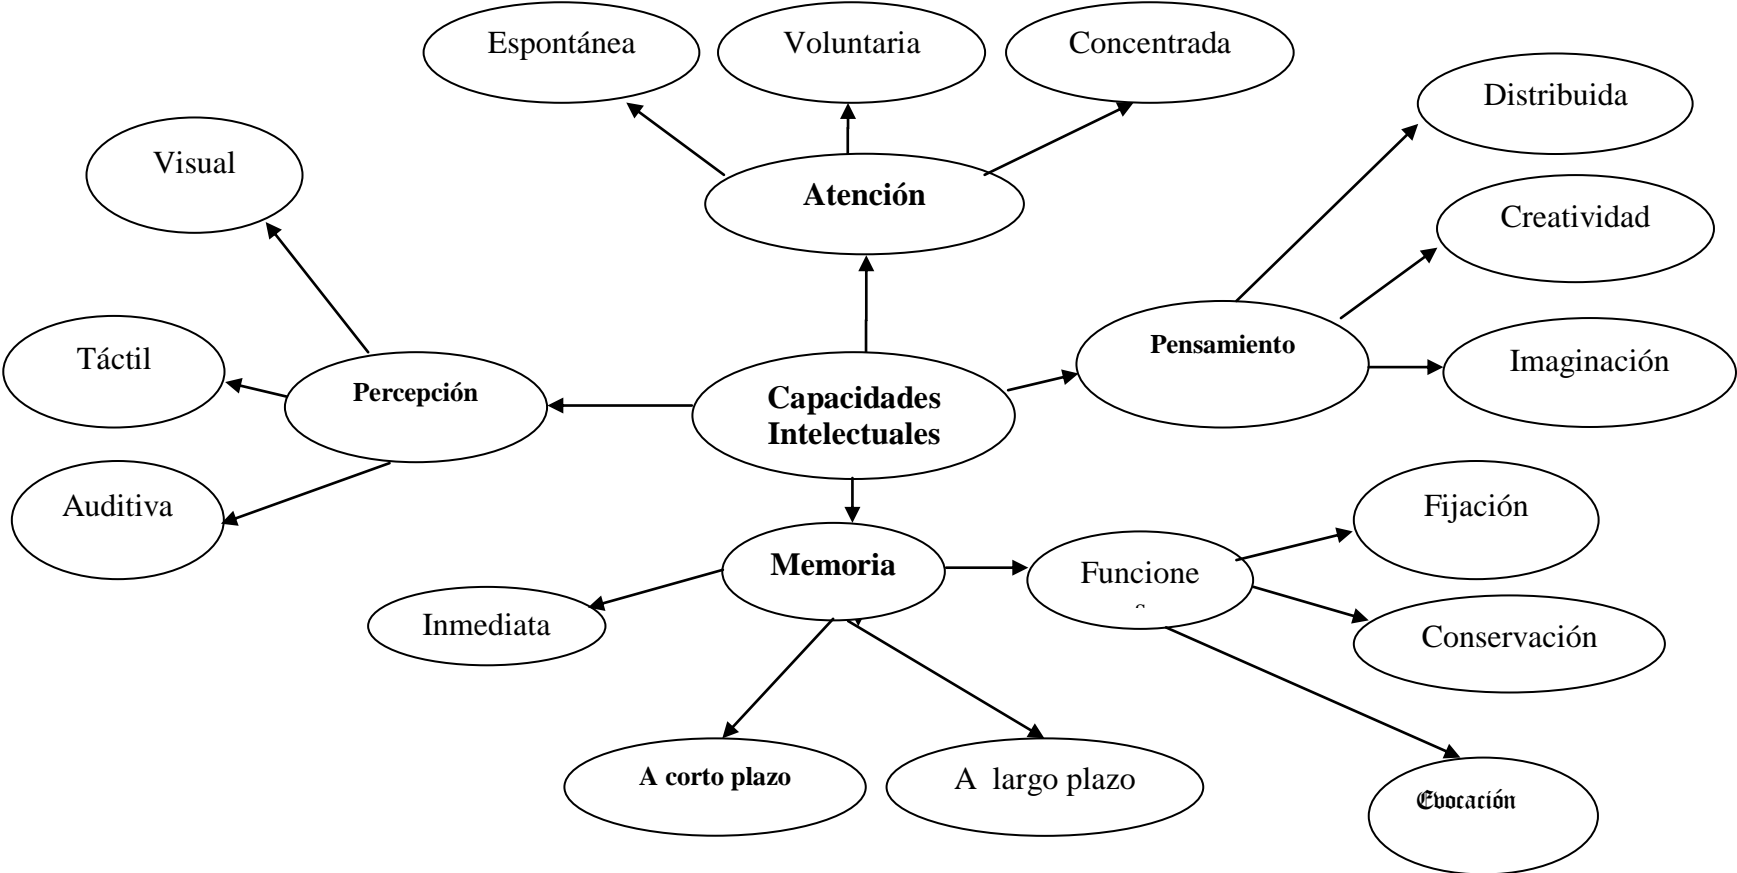 Espontánea
Voluntaria
Concentrada
Distribuida
Visual
Atención
Creatividad
Táctil
Percepción
Capacidades
Intelectuales
Pensamiento
Imaginación
Auditiva
Memoria
Funcione
s
Fijación
Inmediata
Conservación
A corto plazo
A largo plazo
Evocación